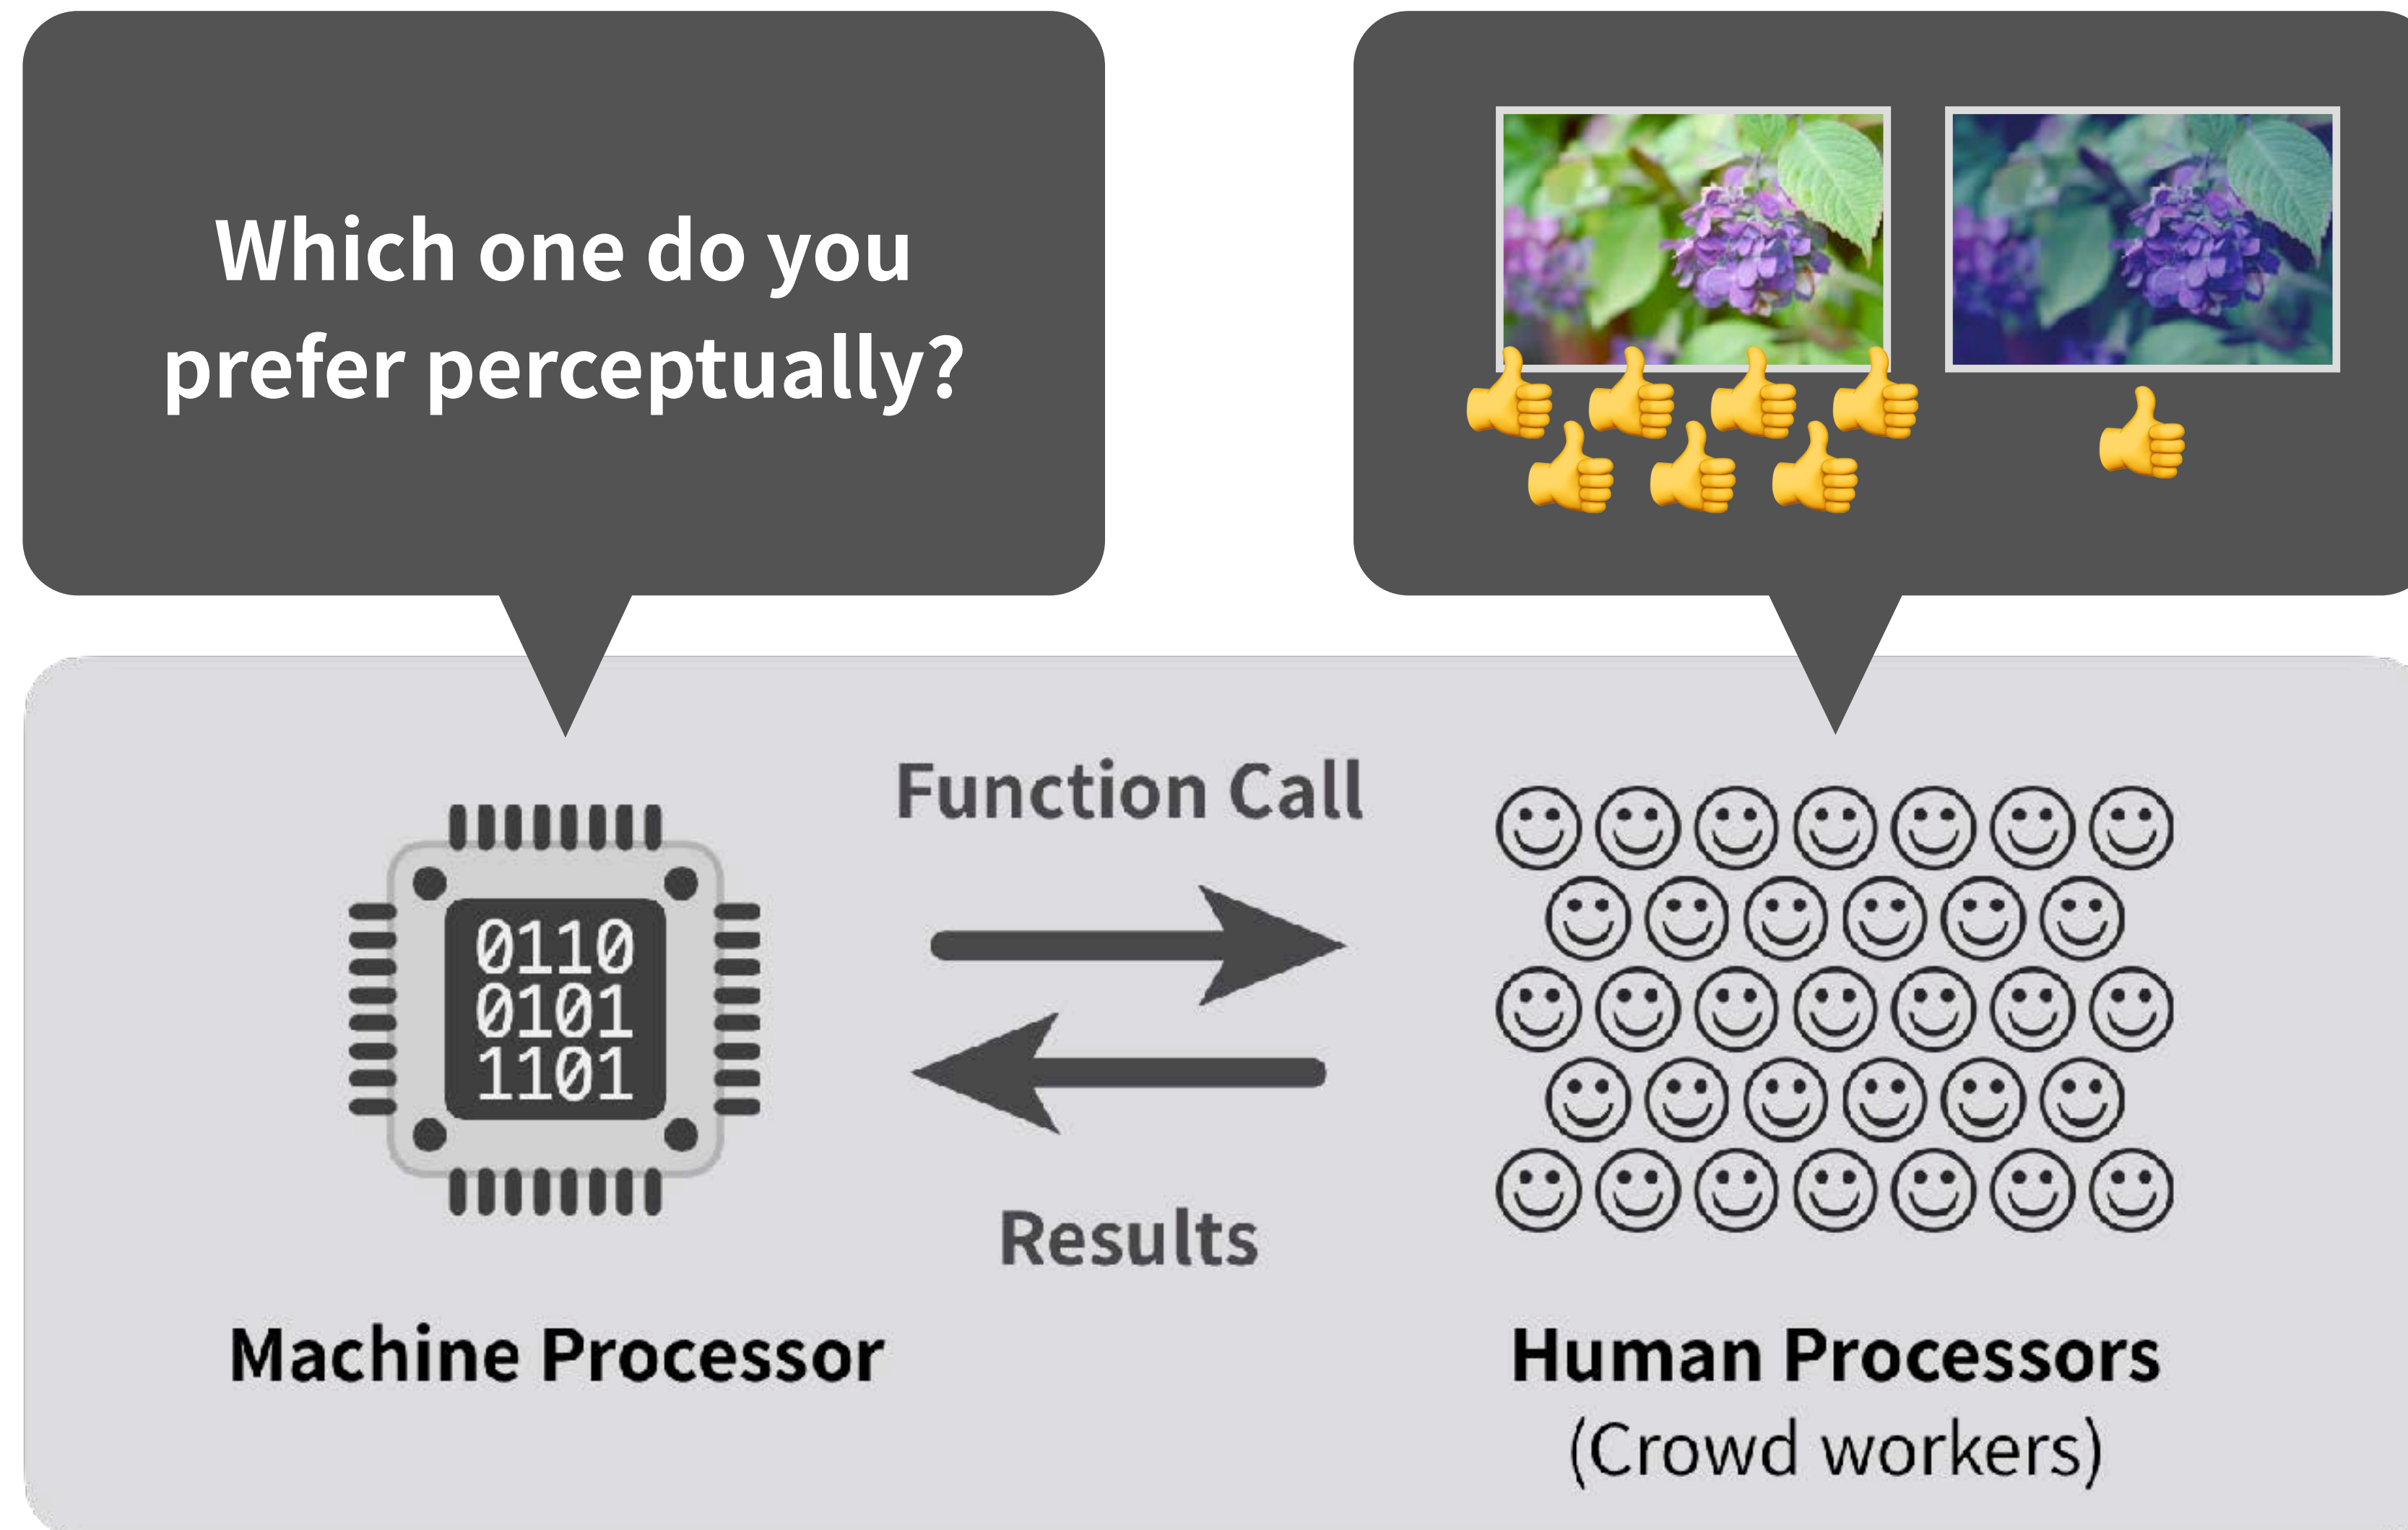 Which one do you
prefer perceptually?
Function Call
0110
0101
1101
Results
Machine Processor
Human Processors
(Crowd workers)